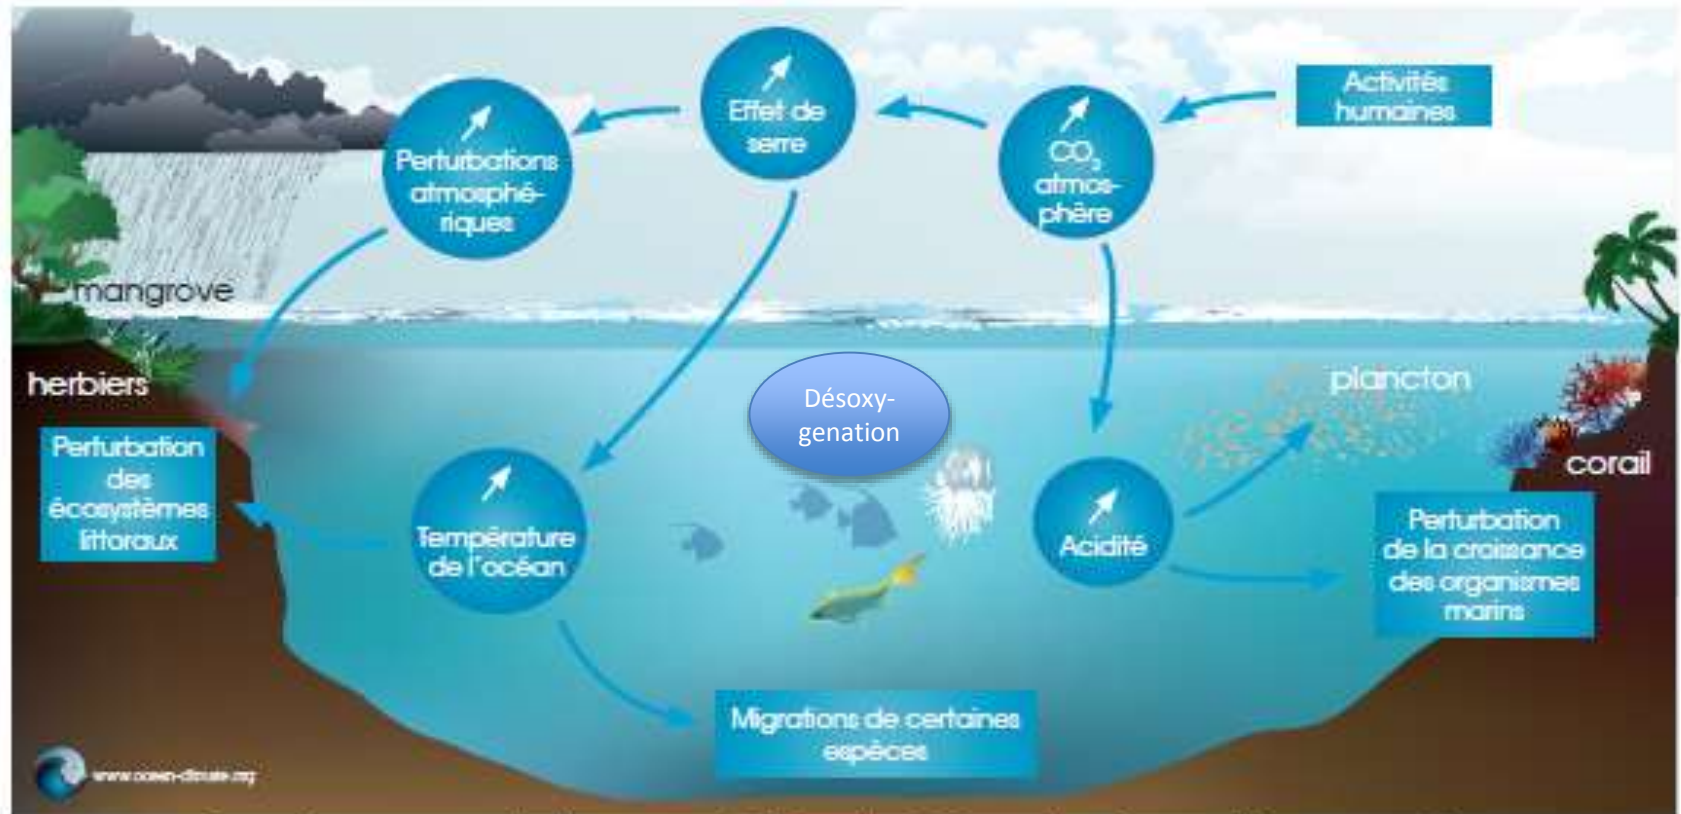 Effet de
serre
Activités
humaines
Perturbations
atmosphé-
riques
CO₂
atmos-
phère
mangrove
herbiers
plancton
corail
Désoxy-
genation
Perturbation
des
écosystèmes
littoraux
Température
de l'océan
Acidité
Perturbation
de la croissance
des organismes
marins
Migrations de certaines
espèces
www.ocean-climate.org